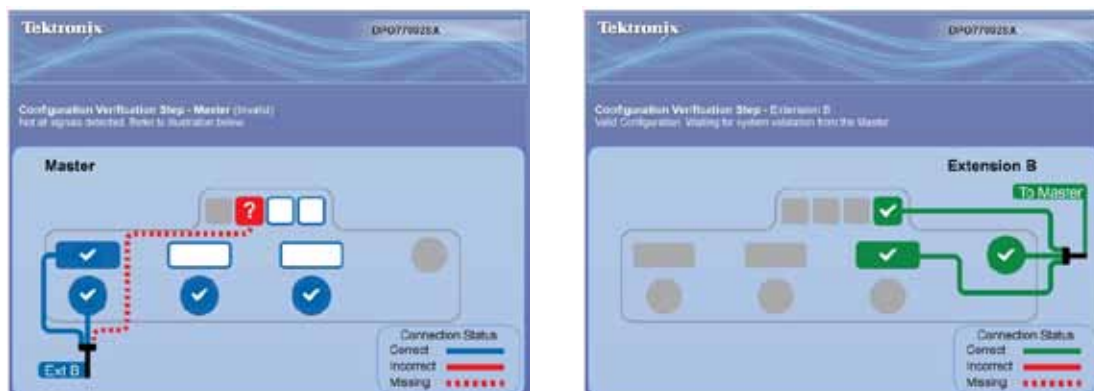 Tektronix
DPO77002SX
Configuration Verification Step - Master (Invalid)
Not all signals detected. Refer to illustration below.
Master
?
Ext B
Connection Status
Correct
Incorrect
Missing
Tektronix
DPO77002SX
Configuration Verification Step - Extension B
Valid Configuration. Waiting for system validation from the Master
Extension B
To Master
Connection Status
Correct
Incorrect
Missing